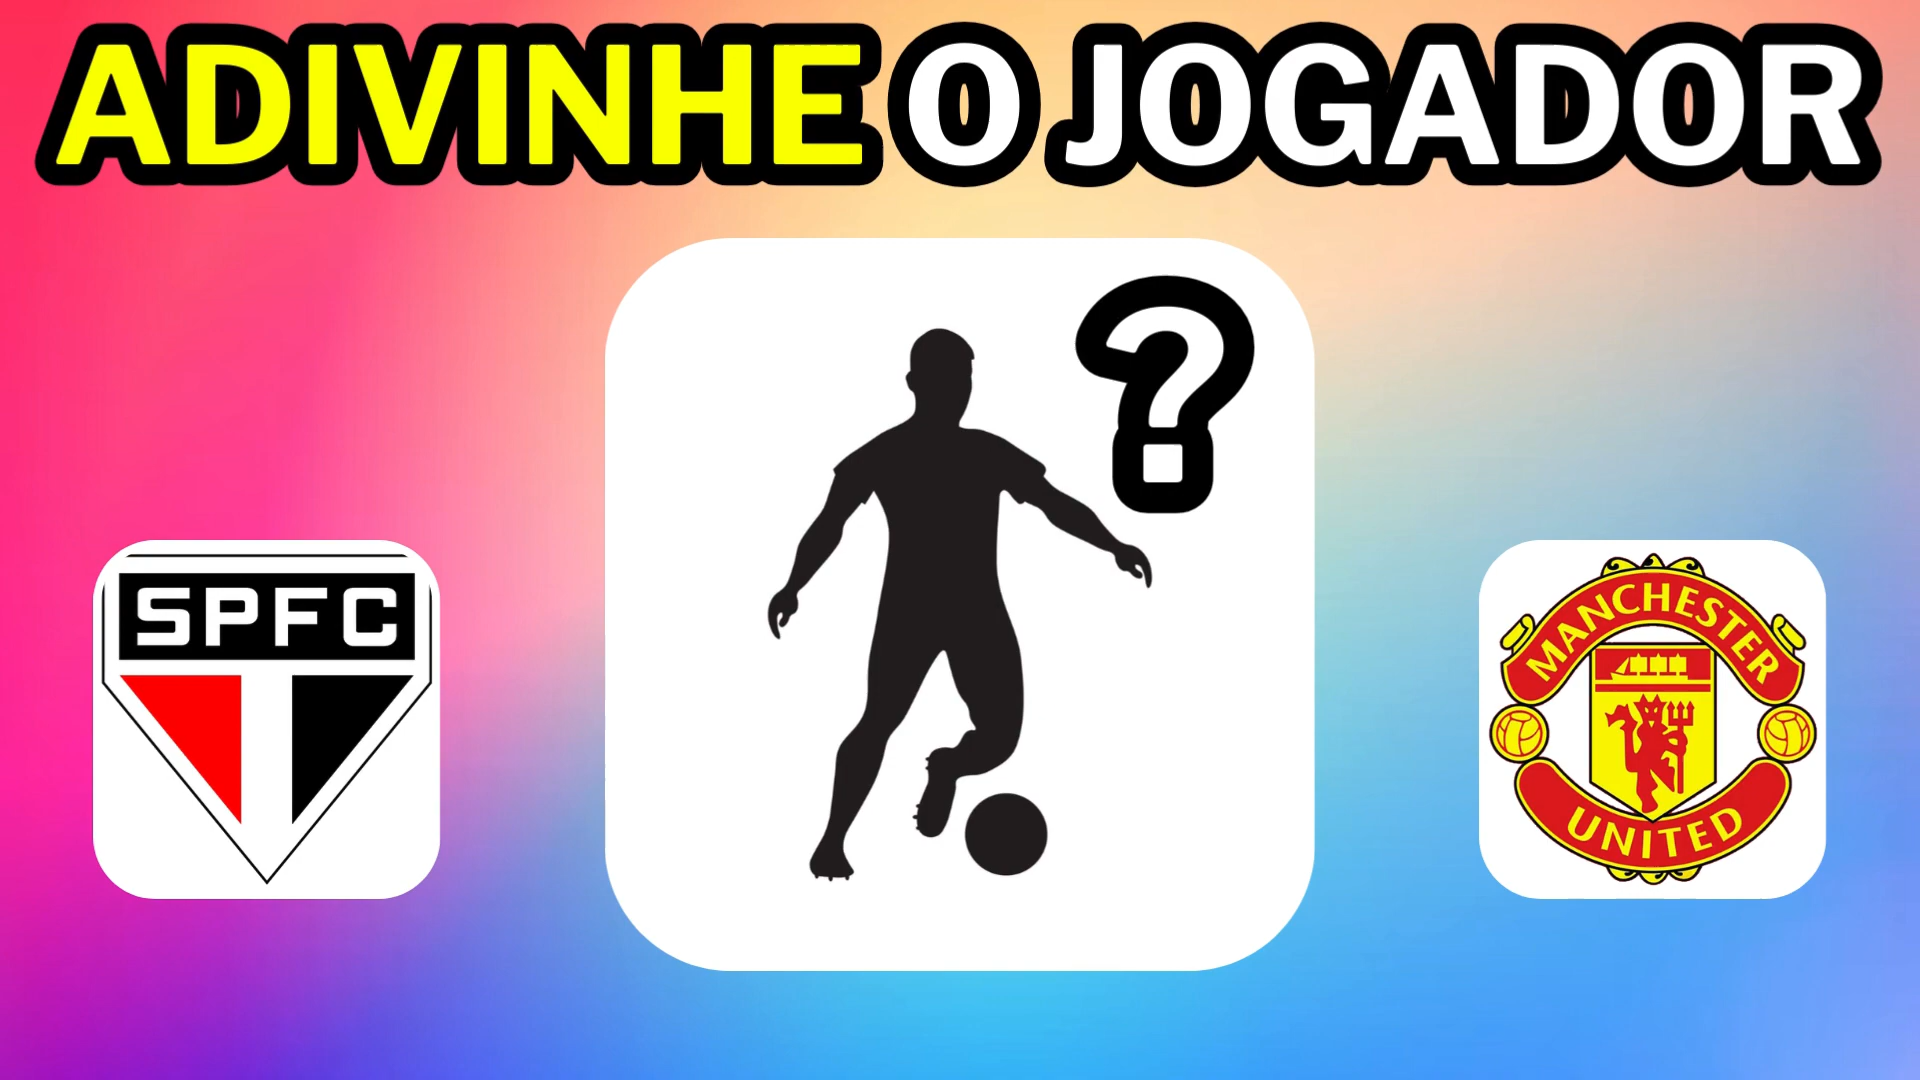 ADIVINHE O JOGADOR
?
SPFC
MANCHESTER
UNITED